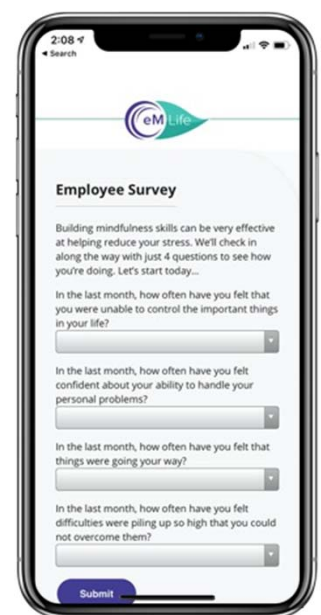 2:08
Search
eM Life
Employee Survey
Building mindfulness skills can be very effective
at helping reduce your stress. We'll check in
along the way with just 4 questions to see how
you're doing. Let's start today...
In the last month, how often have you felt that
you were unable to control the important things
in your life?
In the last month, how often have you felt
confident about your ability to handle your
personal problems?
In the last month, how often have you felt that
things were going your way?
In the last month, how often have you felt
difficulties were piling up so high that you could
not overcome them?
Submit